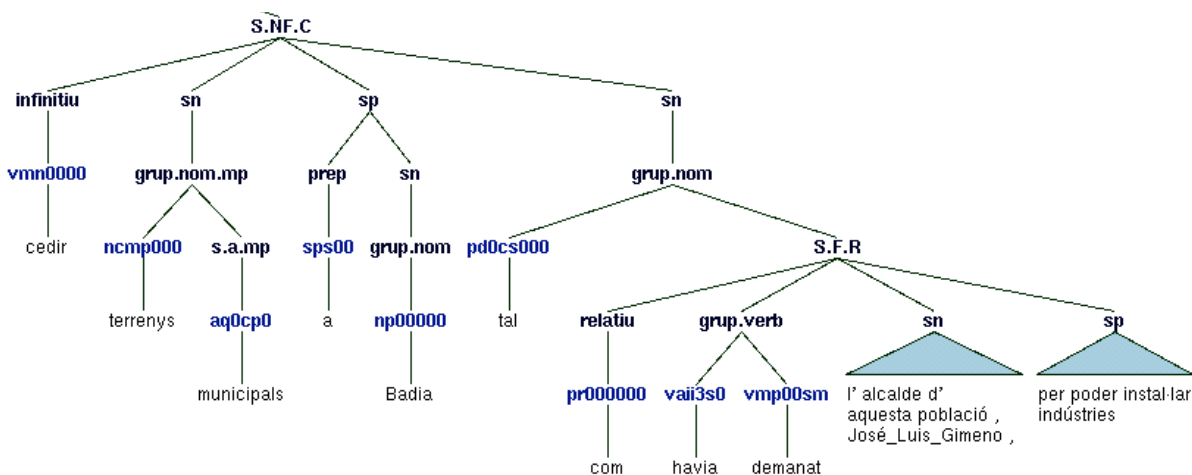 S.NF.C
infinitiu sn sp sn
vmn0000 grup.nom.mp prep sn grup.nom
cedir ncmp000 s.a.mp sps00 grup.nom pd0cs000 S.F.R
terrenys aq0cp0 a np00000 tal relatiu grup.verb sn sp
municipals Badia pr000000 vaii3s0 vmp00sm l' alcalde d' per poder instal·lar
aquesta població , indústries
José_Luis_Gimeno ,
com havia demanat